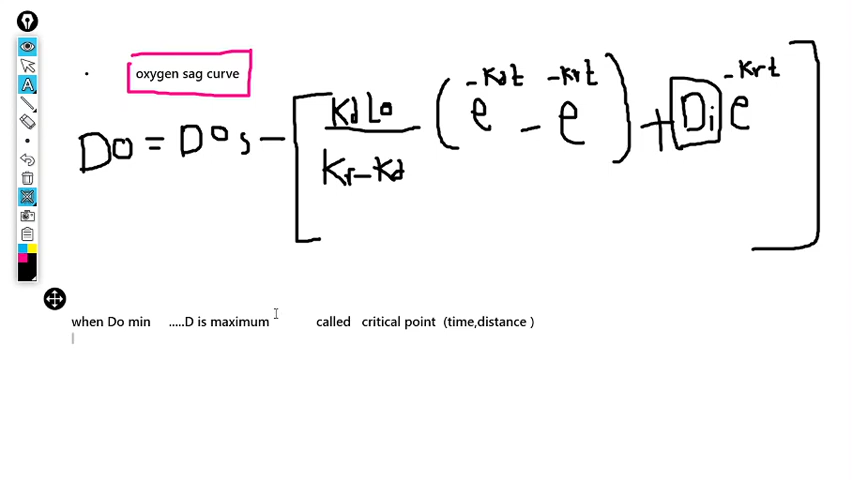 oxygen sag curve
DO = DOs - [ KdLo / Kr-Kd ( e^-Kdt - e^-Krt ) + Di e^-Krt ]
when Do min .....D is maximum called critical point (time,distance )